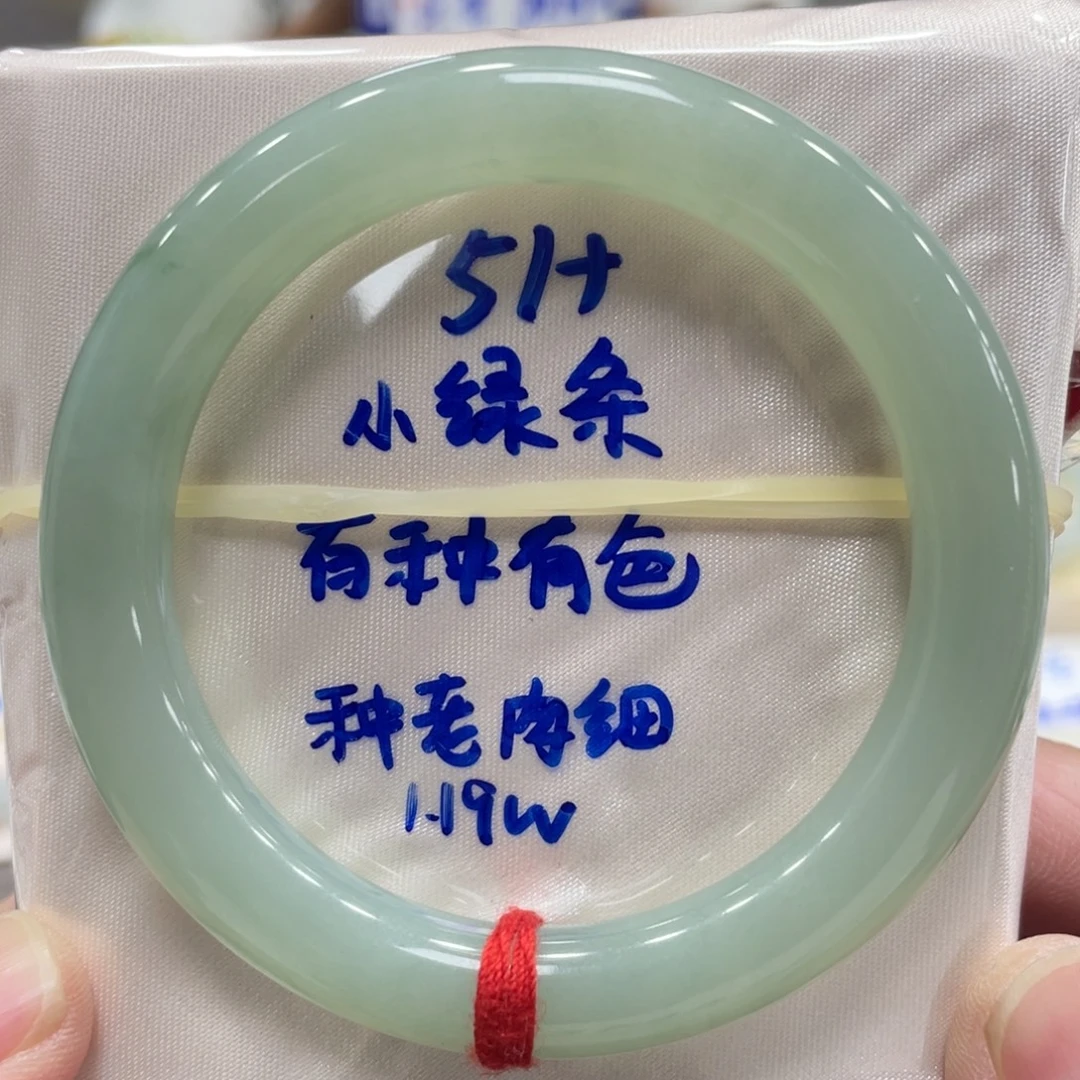 51+
小绿条
有种有色
种老肉细
1.19w